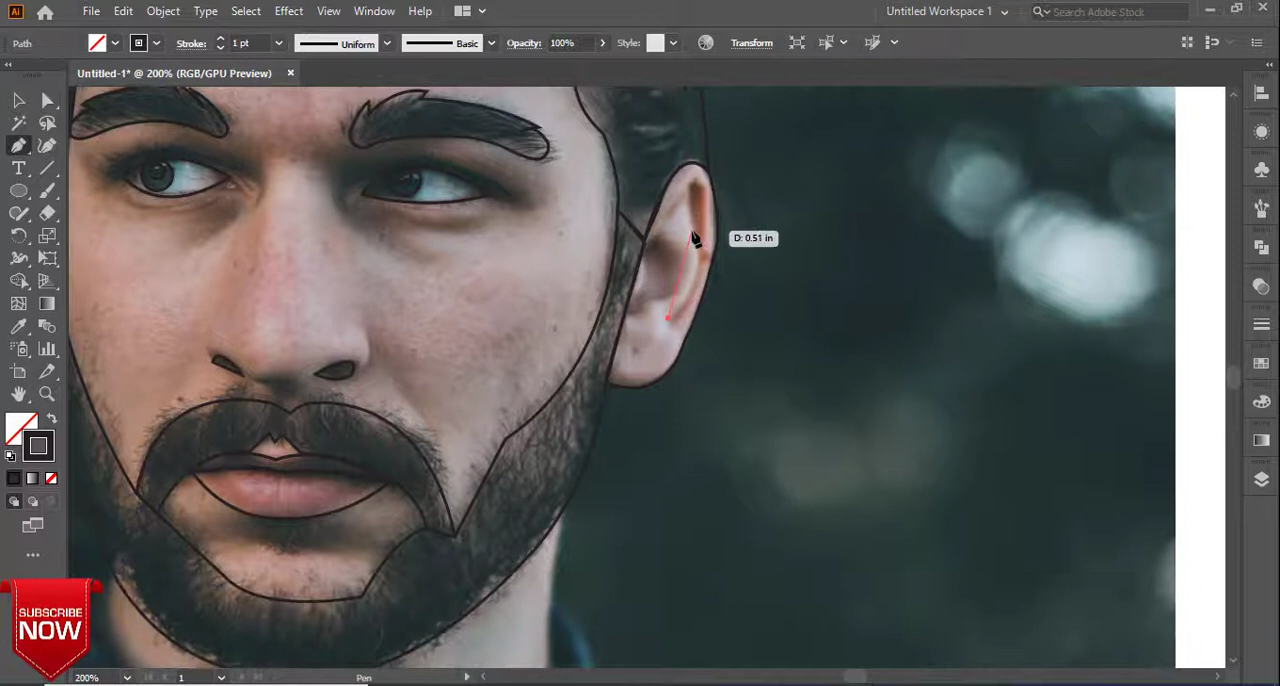 Ai File Edit Object Type Select Effect View Window Help Untitled Workspace 1 Search Adobe Stock
Path Stroke: 1 pt Uniform Basic Opacity: 100% Style: Transform
Untitled-1* @ 200% (RGB/GPU Preview) ×
D: 0.51 in
SUBSCRIBE
NOW
200% 1 Pen